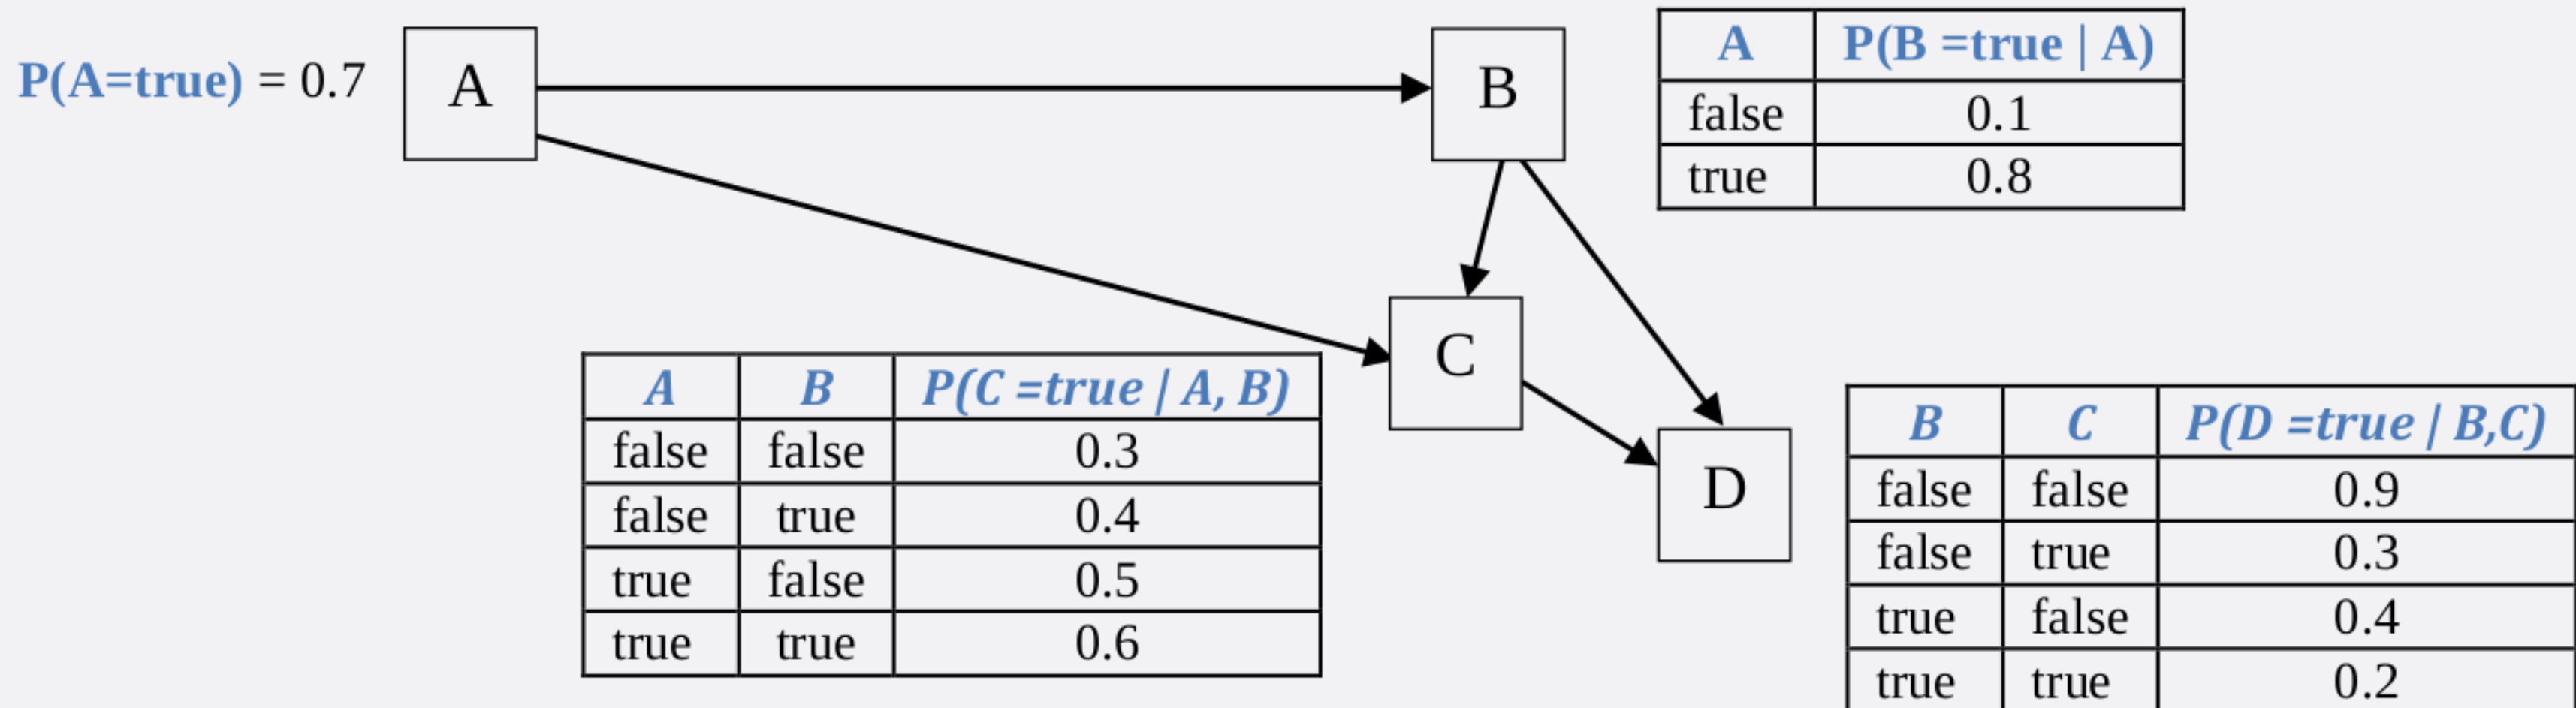 P(A=true) = 0.7
A
B
A P(B =true | A)
false 0.1
true 0.8
C
D
A B P(C =true | A, B)
false false 0.3
false true 0.4
true false 0.5
true true 0.6
B C P(D =true | B,C)
false false 0.9
false true 0.3
true false 0.4
true true 0.2